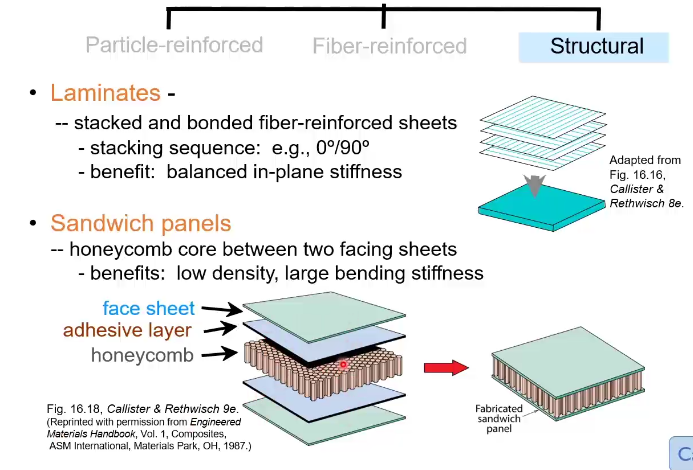 Particle-reinforced Fiber-reinforced Structural
• Laminates -
-- stacked and bonded fiber-reinforced sheets
- stacking sequence: e.g., 0º/90º
- benefit: balanced in-plane stiffness
Adapted from
Fig. 16.16,
Callister &
Rethwisch 8e.
• Sandwich panels
-- honeycomb core between two facing sheets
- benefits: low density, large bending stiffness
face sheet
adhesive layer
honeycomb
Fabricated
sandwich
panel
Fig. 16.18, Callister & Rethwisch 9e.
(Reprinted with permission from Engineered
Materials Handbook, Vol. 1, Composites,
ASM International, Materials Park, OH, 1987.)